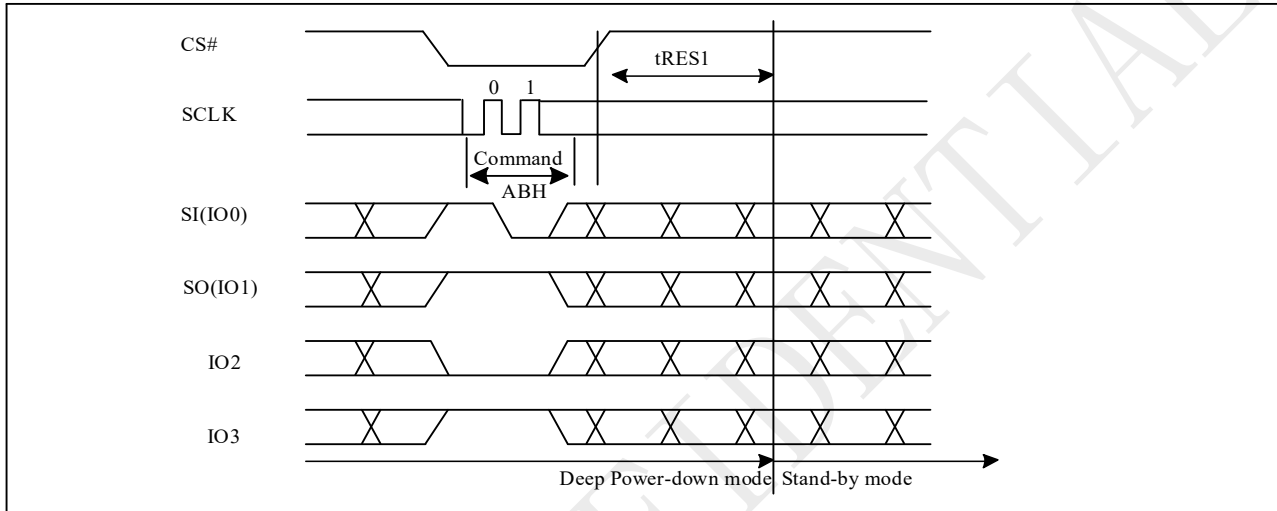 CS#
tRES1
0 1
SCLK
Command
ABH
SI(IO0)
SO(IO1)
IO2
IO3
Deep Power-down mode Stand-by mode
IDENTIAL